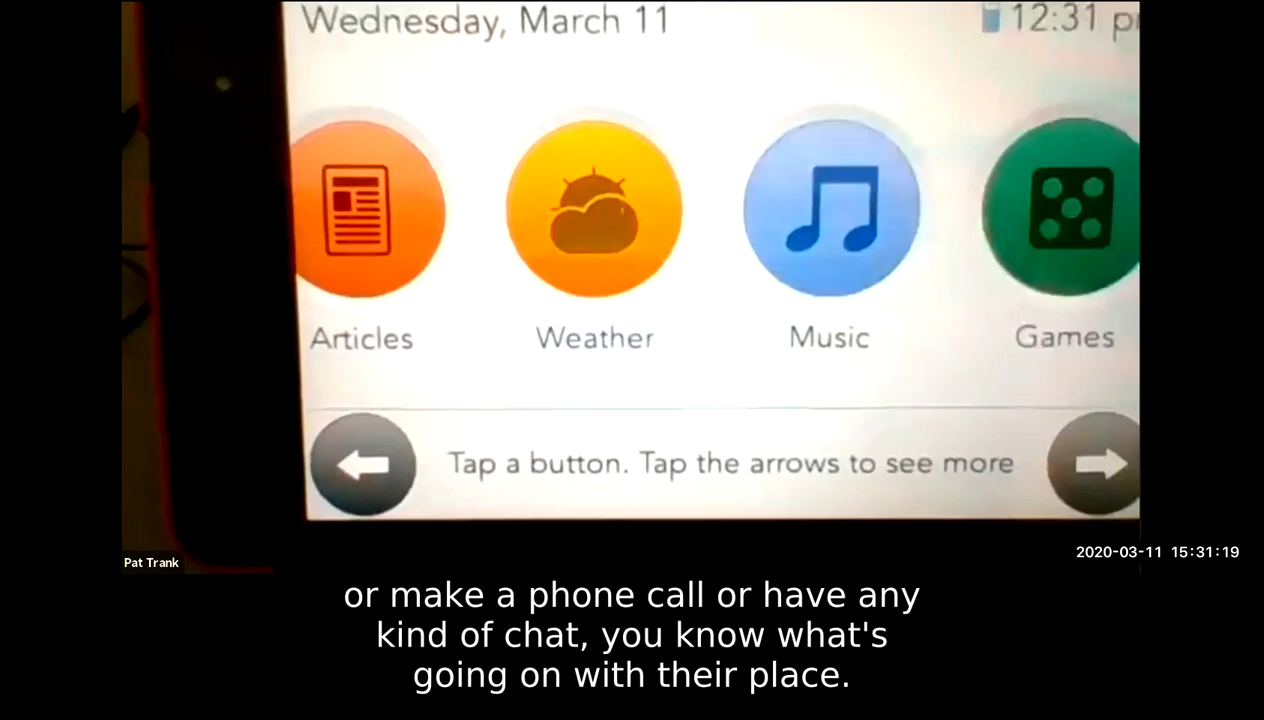 Wednesday, March 11
12:31 p
Articles
Weather
Music
Games
Tap a button. Tap the arrows to see more
2020-03-11 15:31:19
Pat Trank
or make a phone call or have any
kind of chat, you know what's
going on with their place.